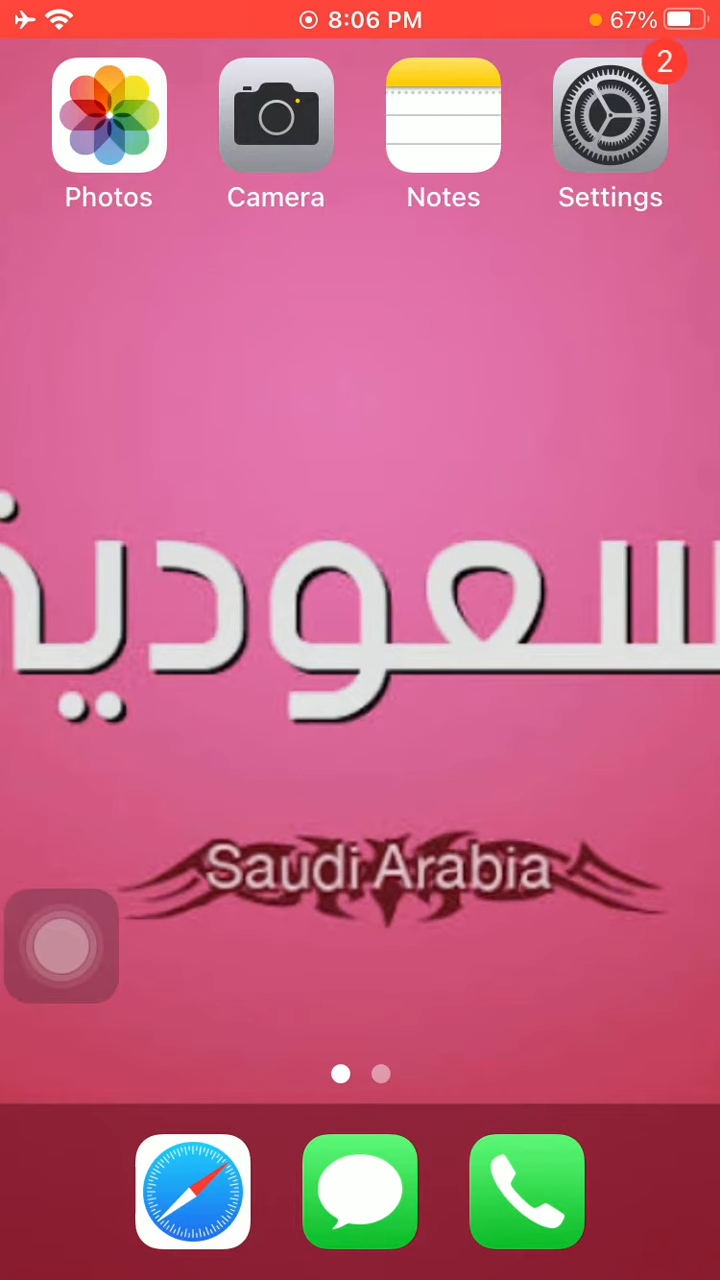 8:06 PM 67%
2
Photos Camera Notes Settings
سعودية
Saudi Arabia